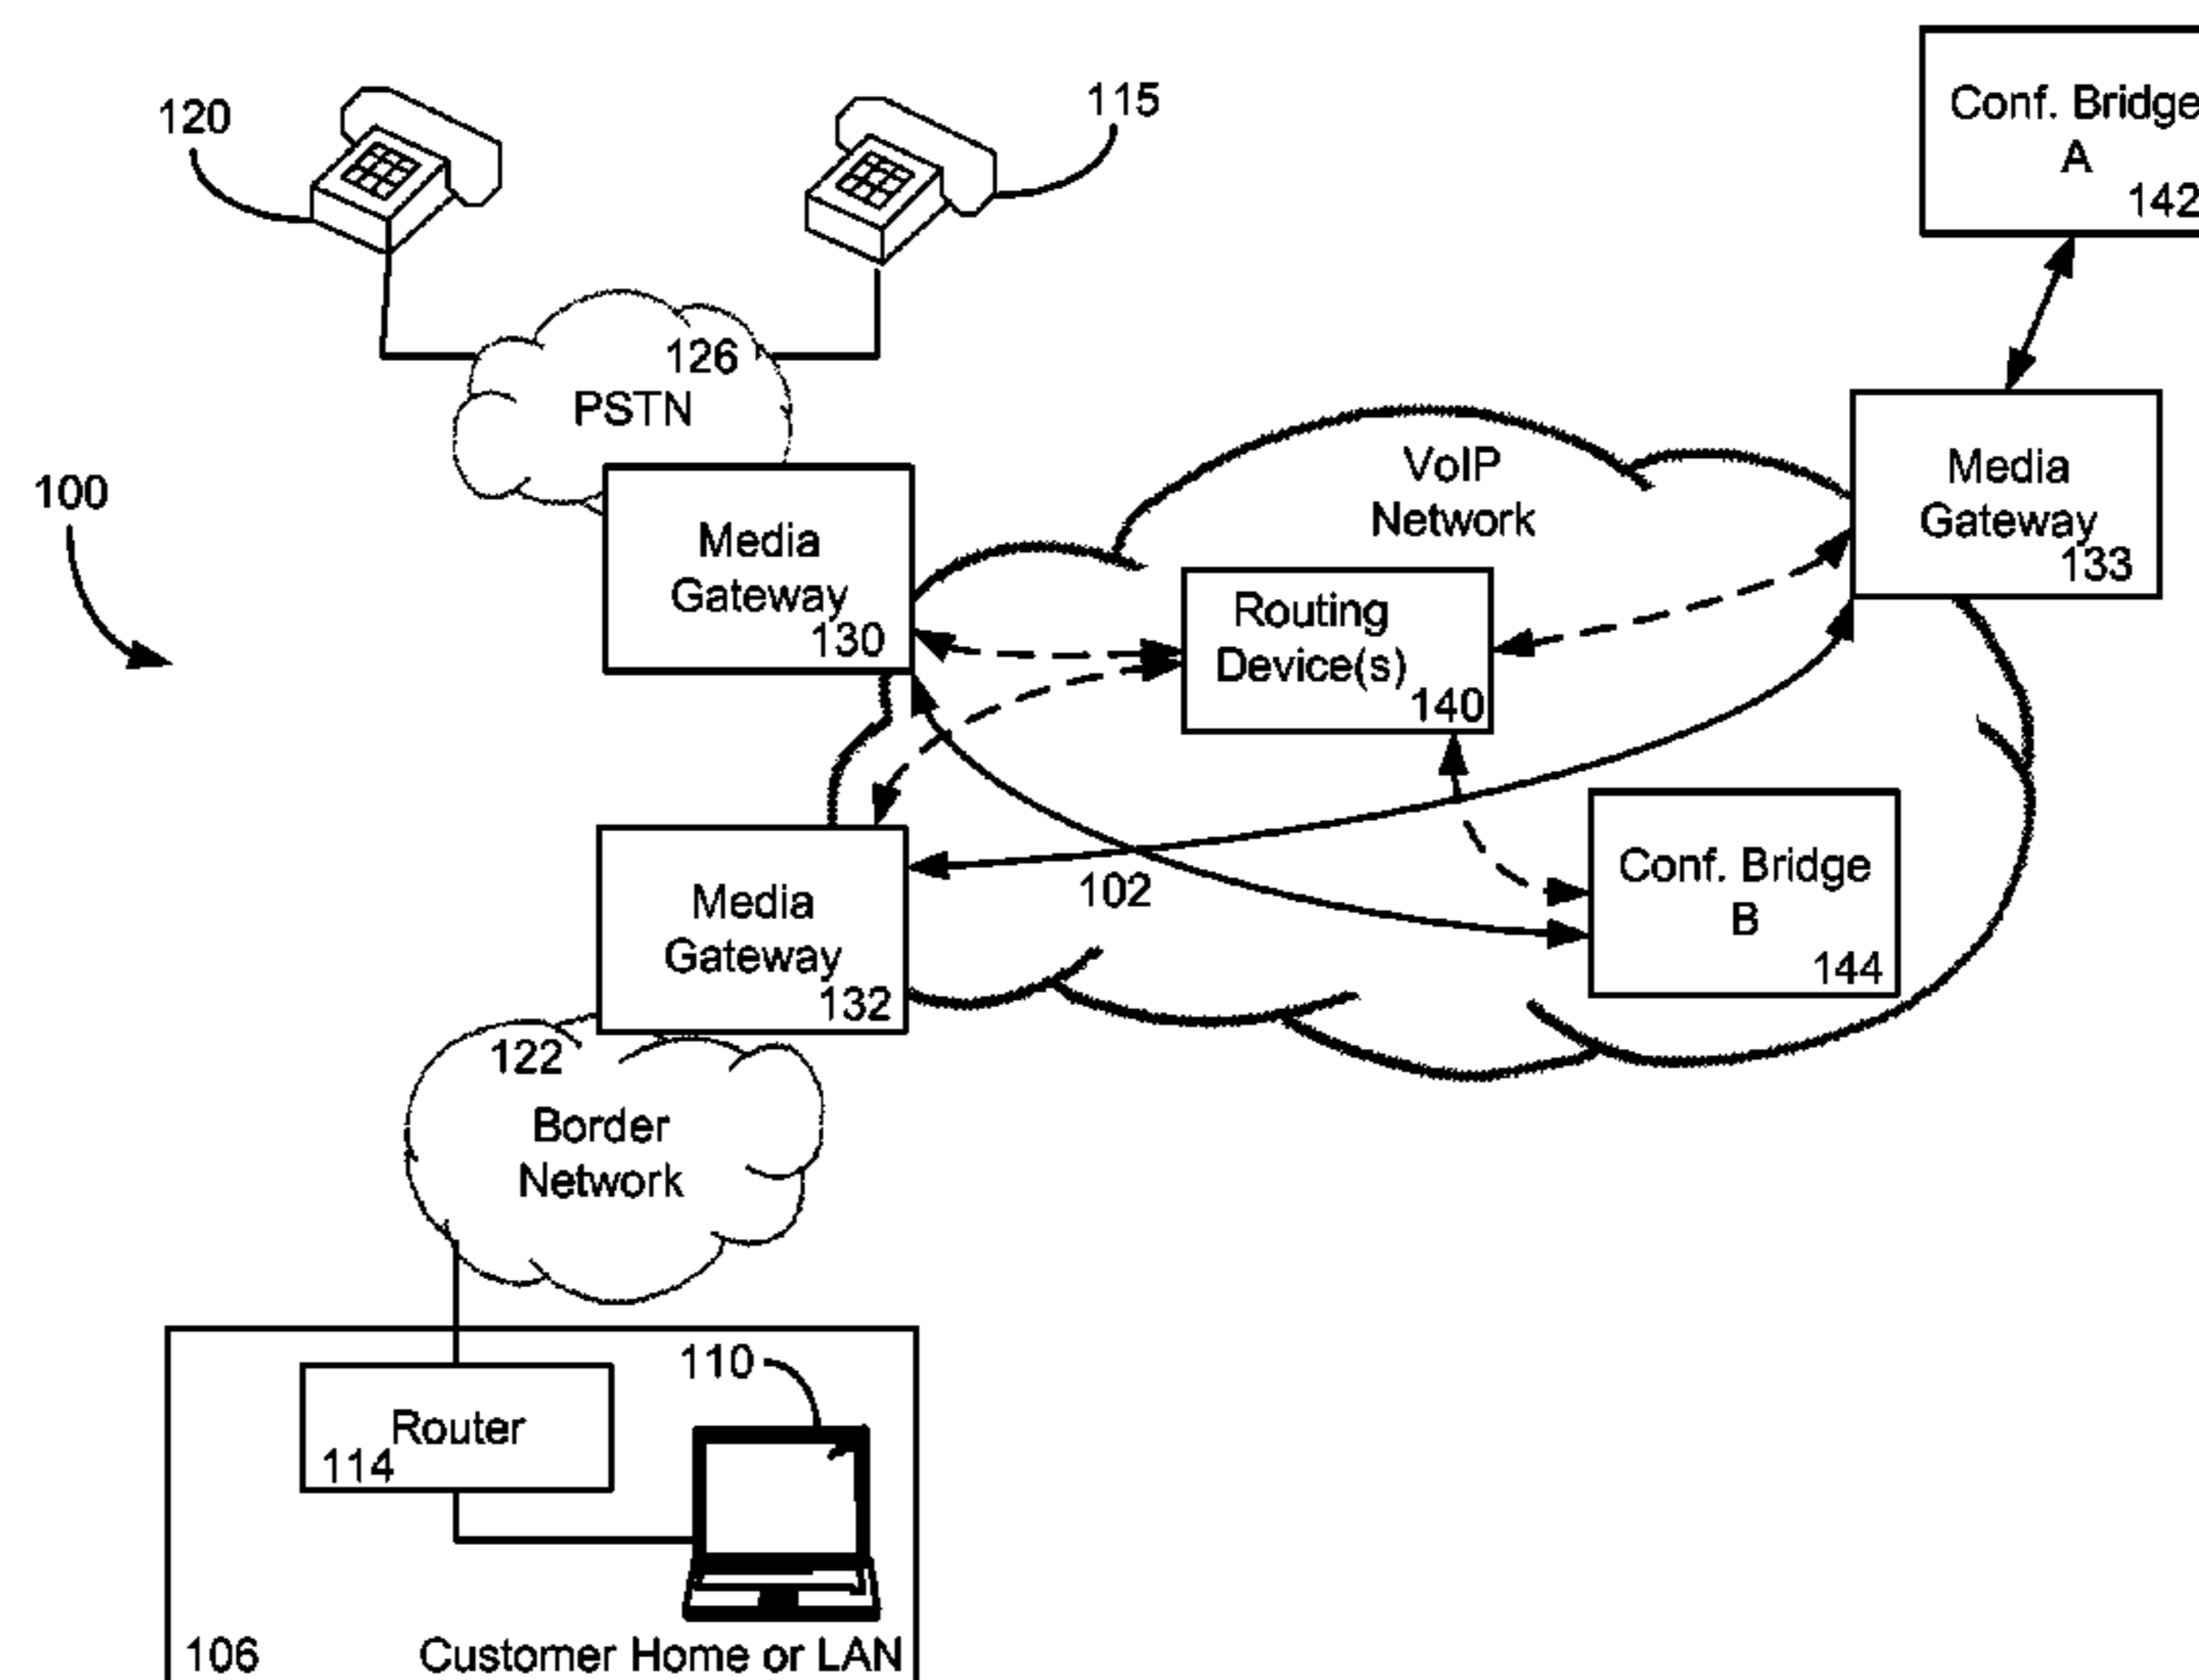 120
115
Conf. Bridge
A
142
126
PSTN
100
VoIP
Network
Media
Gateway
133
Media
Gateway
130
Routing
Device(s)
140
Conf. Bridge
B
144
102
Media
Gateway
132
122
Border
Network
110
Router
114
106
Customer Home or LAN